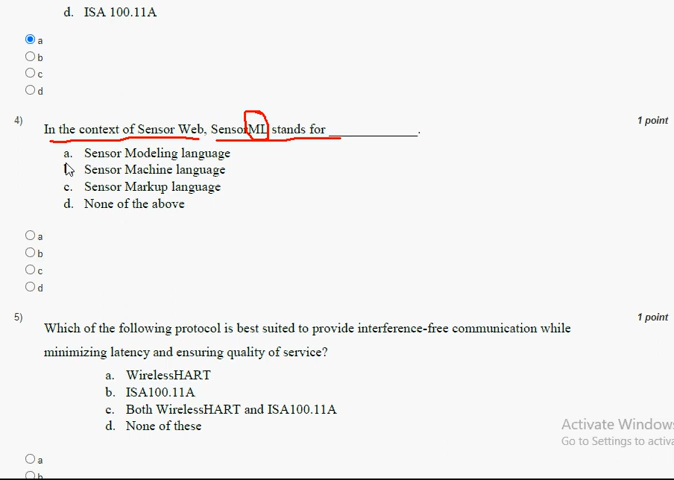 d. ISA 100.11A
a
b
c
d
4) In the context of Sensor Web, SensorML stands for ______________. 1 point
a. Sensor Modeling language
Sensor Machine language
c. Sensor Markup language
d. None of the above
a
b
c
d
5) 1 point
Which of the following protocol is best suited to provide interference-free communication while
minimizing latency and ensuring quality of service?
a. WirelessHART
b. ISA100.11A
c. Both WirelessHART and ISA100.11A
d. None of these
Activate Windows
Go to Settings to activa
a
b